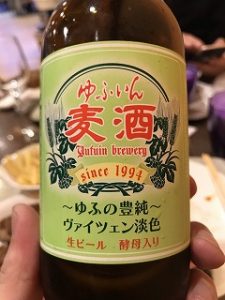 ゆふいん
麦酒
Yufuin brewery
since 1994
～ゆふの豊純～
ヴァイツェン淡色
生ビール 酵母入り